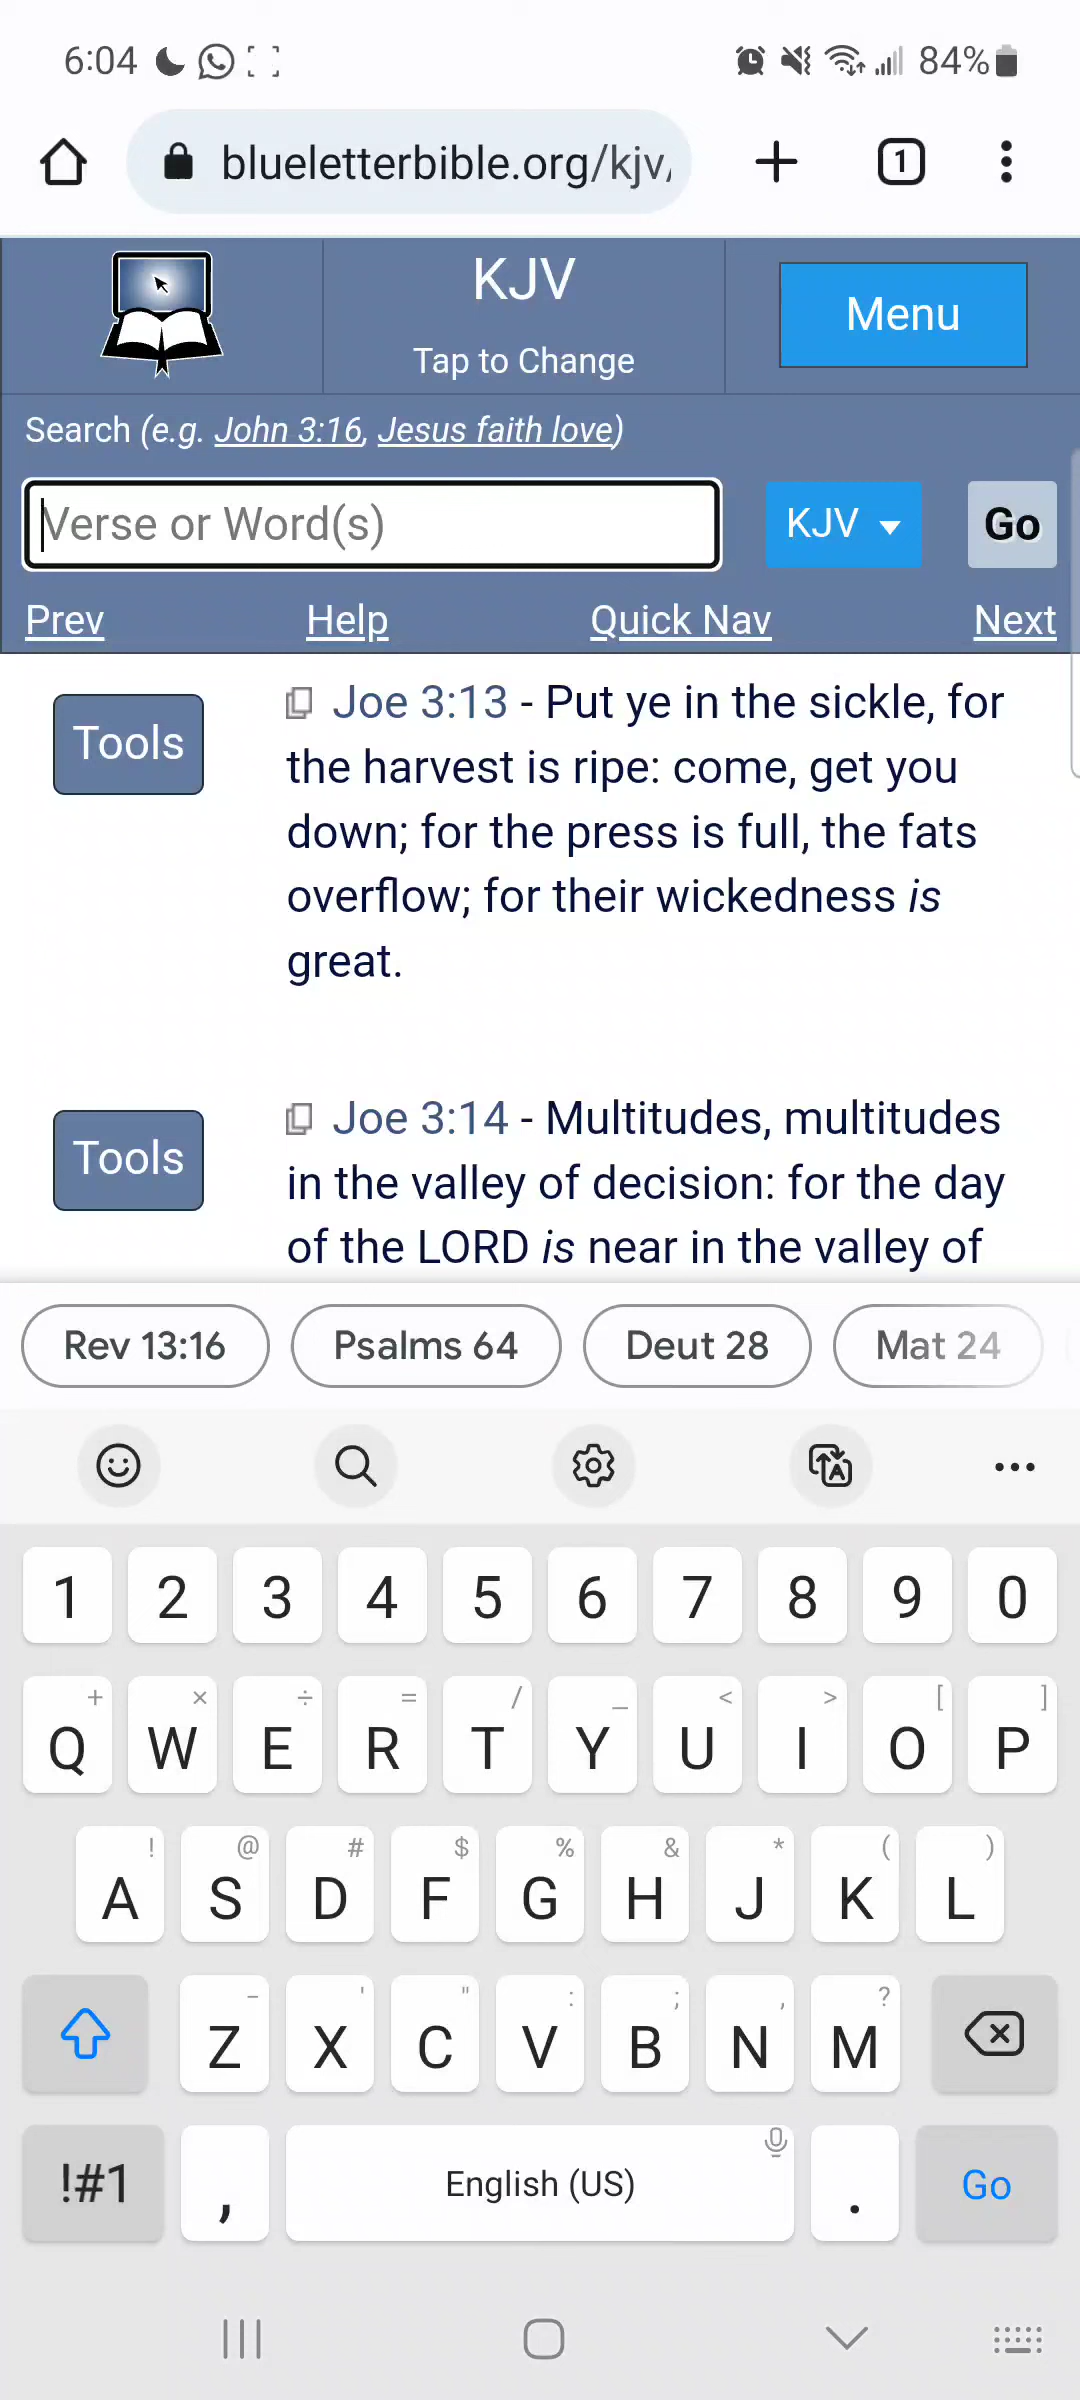 6:04 84%
blueletterbible.org/kjv/ 1
KJV
Tap to Change
Menu
Search (e.g. John 3:16, Jesus faith love)
Verse or Word(s) KJV Go
Prev Help Quick Nav Next
Tools
Joe 3:13 - Put ye in the sickle, for
the harvest is ripe: come, get you
down; for the press is full, the fats
overflow; for their wickedness is
great.
Tools
Joe 3:14 - Multitudes, multitudes
in the valley of decision: for the day
of the LORD is near in the valley of
Rev 13:16 Psalms 64 Deut 28 Mat 24
1 2 3 4 5 6 7 8 9 0
+ × ÷ = / _ < > [ ]
Q W E R T Y U I O P
! @ # $ % & * ( )
A S D F G H J K L
- ' " : ; , ?
Z X C V B N M
!#1 , English (US) . Go